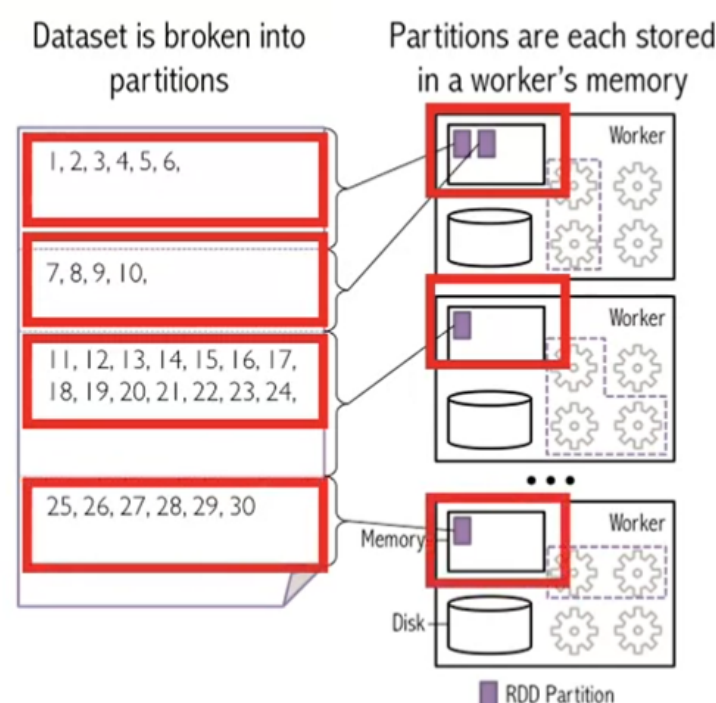 Dataset is broken into
partitions
Partitions are each stored
in a worker's memory
1, 2, 3, 4, 5, 6,
7, 8, 9, 10,
11, 12, 13, 14, 15, 16, 17,
18, 19, 20, 21, 22, 23, 24,
25, 26, 27, 28, 29, 30
Worker
Worker
Worker
Memory
Disk
RDD Partition